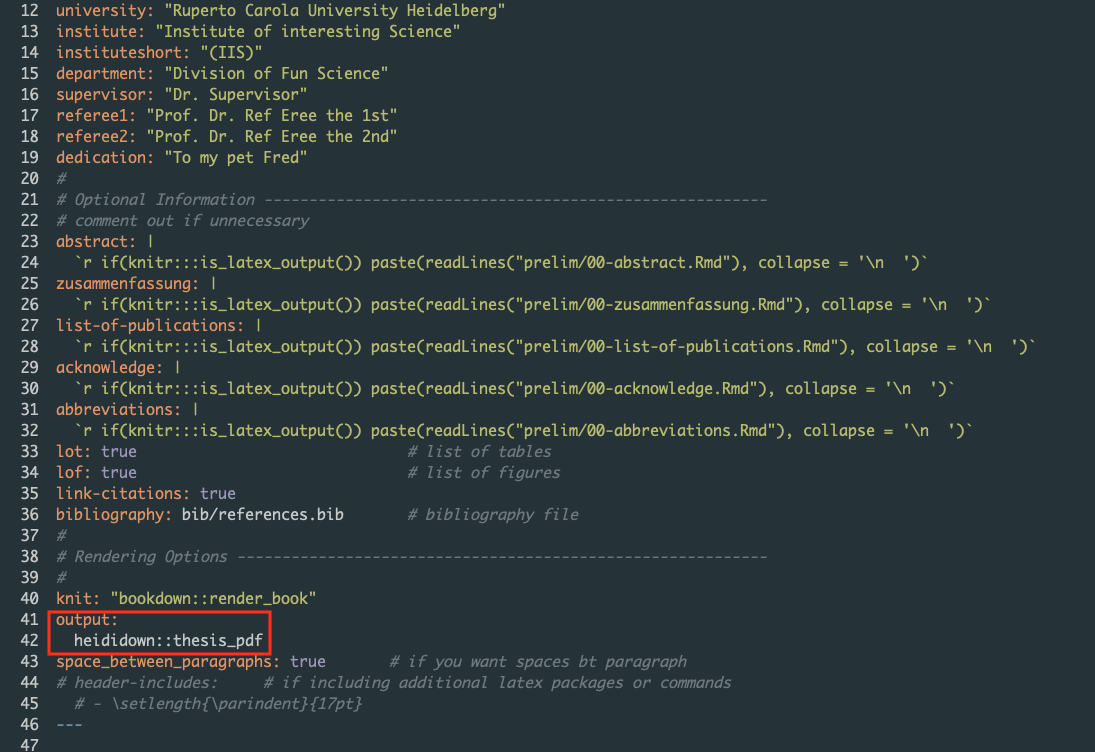 12 university: "Ruperto Carola University Heidelberg"
13 institute: "Institute of interesting Science"
14 instituteshort: "(IIS)"
15 department: "Division of Fun Science"
16 supervisor: "Dr. Supervisor"
17 referee1: "Prof. Dr. Ref Eree the 1st"
18 referee2: "Prof. Dr. Ref Eree the 2nd"
19 dedication: "To my pet Fred"
20 #
21 # Optional Information --------------------------------------------------------
22 # comment out if unnecessary
23 abstract: |
24   `r if(knitr:::is_latex_output()) paste(readLines("prelim/00-abstract.Rmd"), collapse = '\n  ')`
25 zusammenfassung: |
26   `r if(knitr:::is_latex_output()) paste(readLines("prelim/00-zusammenfassung.Rmd"), collapse = '\n  ')`
27 list-of-publications: |
28   `r if(knitr:::is_latex_output()) paste(readLines("prelim/00-list-of-publications.Rmd"), collapse = '\n  ')`
29 acknowledge: |
30   `r if(knitr:::is_latex_output()) paste(readLines("prelim/00-acknowledge.Rmd"), collapse = '\n  ')`
31 abbreviations: |
32   `r if(knitr:::is_latex_output()) paste(readLines("prelim/00-abbreviations.Rmd"), collapse = '\n  ')`
33 lot: true                              # list of tables
34 lof: true                              # list of figures
35 link-citations: true
36 bibliography: bib/references.bib       # bibliography file
37 #
38 # Rendering Options -----------------------------------------------------------
39 #
40 knit: "bookdown::render_book"
41 output:
42   heididown::thesis_pdf
43 space_between_paragraphs: true       # if you want spaces bt paragraph
44 # header-includes:     # if including additional latex packages or commands
45   # - \setlength{\parindent}{17pt}
46 ---
47